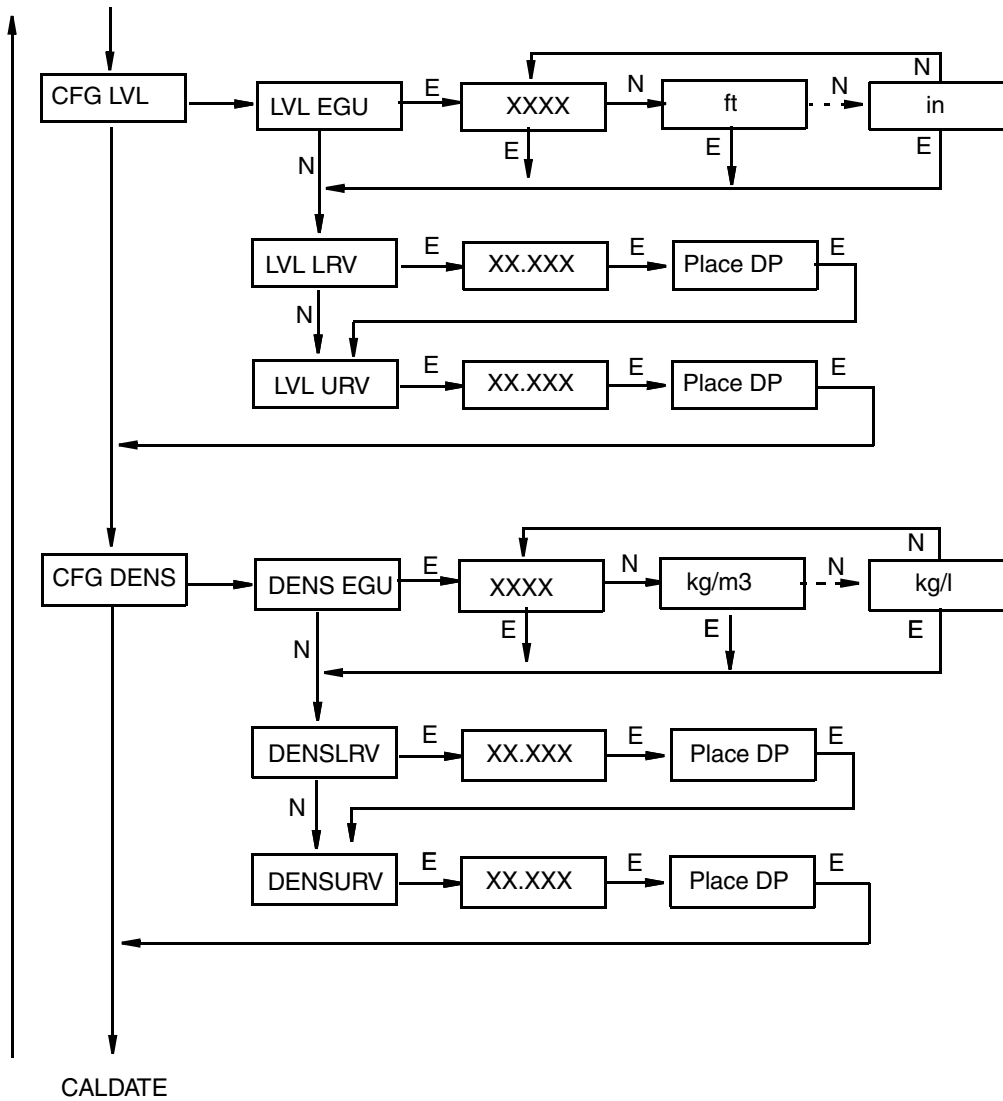 N
CFG LVL
LVL EGU
E
XXXX
N
ft
N
in
N
E
E
E
LVL LRV
E
XX.XXX
E
Place DP
E
N
LVL URV
E
XX.XXX
E
Place DP
E
N
CFG DENS
DENS EGU
E
XXXX
N
kg/m3
N
kg/l
N
E
E
E
DENSLRV
E
XX.XXX
E
Place DP
E
N
DENSURV
E
XX.XXX
E
Place DP
E
CALDATE